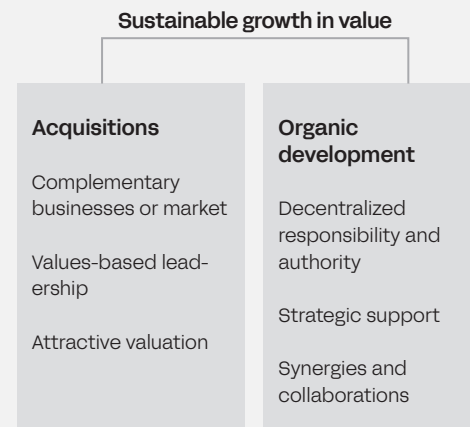 Sustainable growth in value
Acquisitions
Complementary
businesses or market
Values-based lead-
ership
Attractive valuation
Organic
development
Decentralized
responsibility and
authority
Strategic support
Synergies and
collaborations